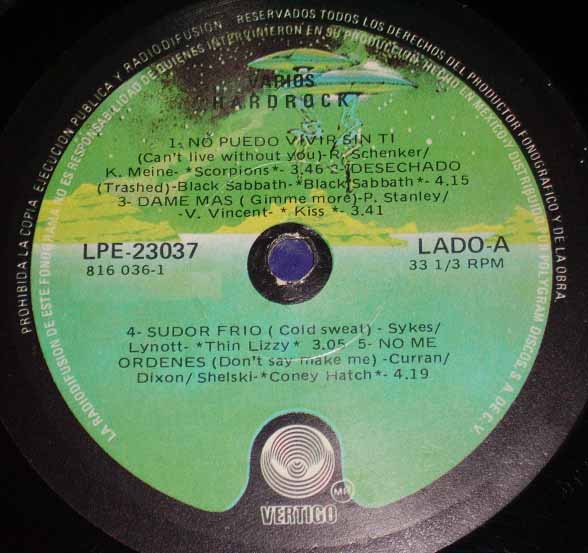 PROHIBIDA LA COPIA, EJECUCION PUBLICA Y RADIODIFUSION. RESERVADOS TODOS LOS DERECHOS DEL PRODUCTOR FONOGRAFICO Y DE LA OBRA.
LA RADIODIFUSION DE ESTE FONOGRAMA NO ES RESPONSABILIDAD DE QUIENES INTERVINIERON EN SU PRODUCCION. HECHO EN MEXICO Y DISTRIBUIDO POR POLYGRAM DISCOS, S. A. DE C. V.
VARIOS
HARDROCK
1- NO PUEDO VIVIR SIN TI
(Can't live without you)-R. Schenker/
K. Meine- *Scorpions*- 3.46 2-DESECHADO
(Trashed)-Black Sabbath-*Black Sabbath*- 4.15
3- DAME MAS ( Gimme more)-P. Stanley/
-V. Vincent- * Kiss *- 3.41
LPE-23037
816 036-1
LADO-A
33 1/3 RPM
4- SUDOR FRIO ( Cold sweat) - Sykes/
Lynott- *Thin Lizzy* 3.05 5- NO ME
ORDENES (Don't say make me) -Curran/
Dixon/ Shelski-*Coney Hatch*- 4.19
MR
VERTIGO